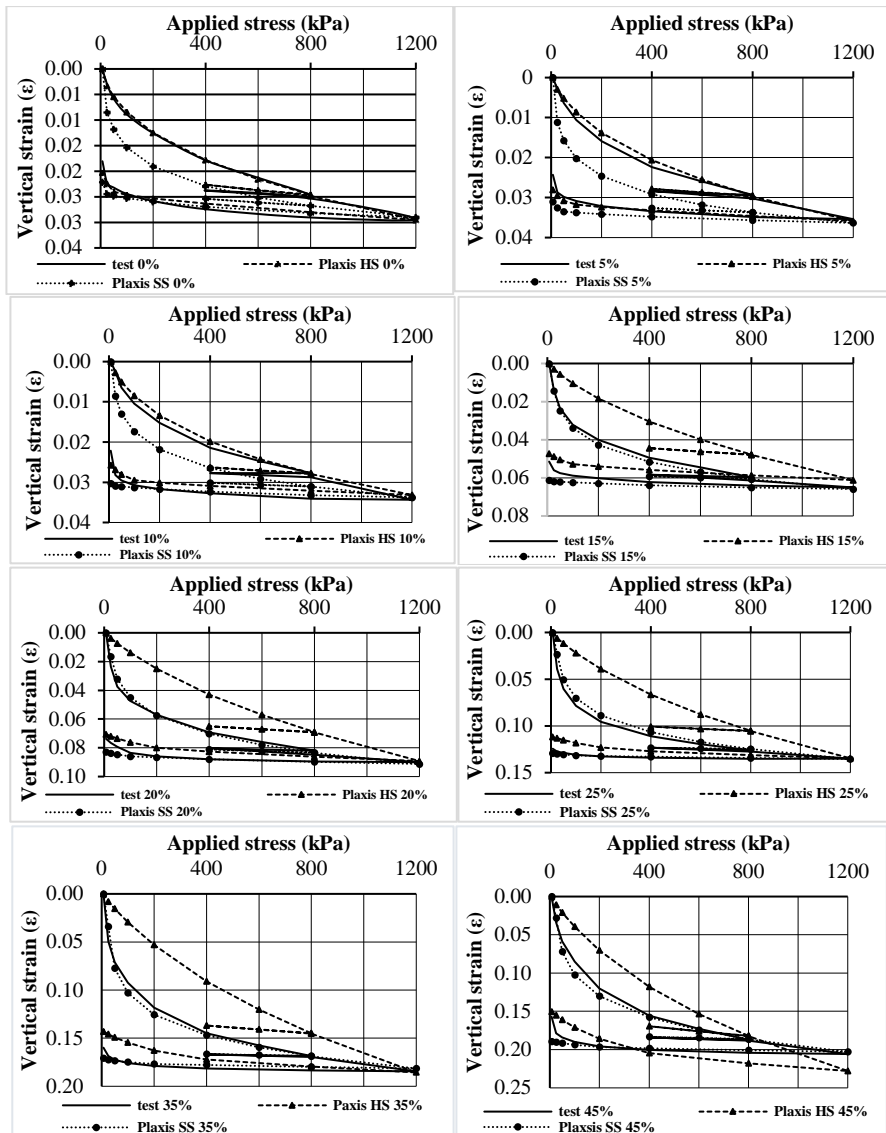 Applied stress (kPa)
0 400 800 1200
Vertical strain (ε)
0.00
0.01
0.01
0.02
0.02
0.03
0.03
0.04
test 0% Plaxis HS 0%
Plaxis SS 0%
Applied stress (kPa)
0 400 800 1200
Vertical strain (ε)
0
0.01
0.02
0.03
0.04
test 5% Plaxis HS 5%
Plaxis SS 5%
Applied stress (kPa)
0 400 800 1200
Vertical strain (ε)
0.00
0.01
0.02
0.03
0.04
test 10% Plaxis HS 10%
Plaxis SS 10%
Applied stress (kPa)
0 400 800 1200
Vertical strain (ε)
0.00
0.02
0.04
0.06
0.08
test 15% Plaxis HS 15%
Plaxis SS 15%
Applied stress (kPa)
0 400 800 1200
Vertical strain (ε)
0.00
0.02
0.04
0.06
0.08
0.10
test 20% Plaxis HS 20%
Plaxis SS 20%
Applied stress (kPa)
0 400 800 1200
Vertical strain (ε)
0.00
0.05
0.10
0.15
test 25% Plaxis HS 25%
Plaxis SS 25%
Applied stress (kPa)
0 400 800 1200
Vertical strain (ε)
0.00
0.05
0.10
0.15
0.20
test 35% Paxis HS 35%
Plaxis SS 35%
Applied stress (kPa)
0 400 800 1200
Vertical strain (ε)
0.00
0.05
0.10
0.15
0.20
0.25
test 45% Plaxis HS 45%
Plaxsis SS 45%